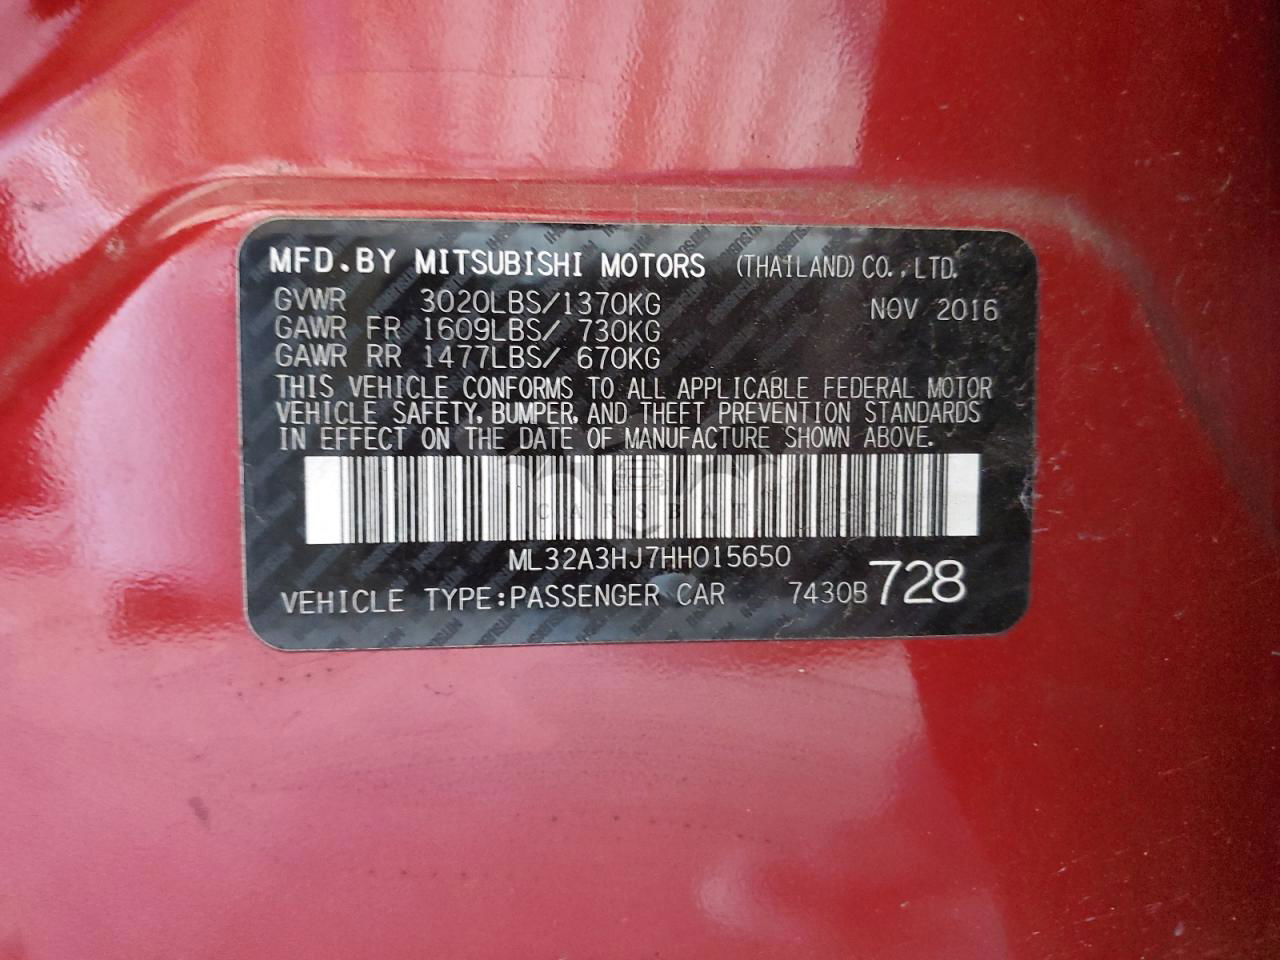 MFD.BY MITSUBISHI MOTORS (THAILAND) CO.,LTD.
GVWR 3020LBS/1370KG NOV 2016
GAWR FR 1609LBS/ 730KG
GAWR RR 1477LBS/ 670KG
THIS VEHICLE CONFORMS TO ALL APPLICABLE FEDERAL MOTOR
VEHICLE SAFETY, BUMPER, AND THEFT PREVENTION STANDARDS
IN EFFECT ON THE DATE OF MANUFACTURE SHOWN ABOVE.
CARSBAT
ML32A3HJ7HH015650
VEHICLE TYPE:PASSENGER CAR 7430B 728